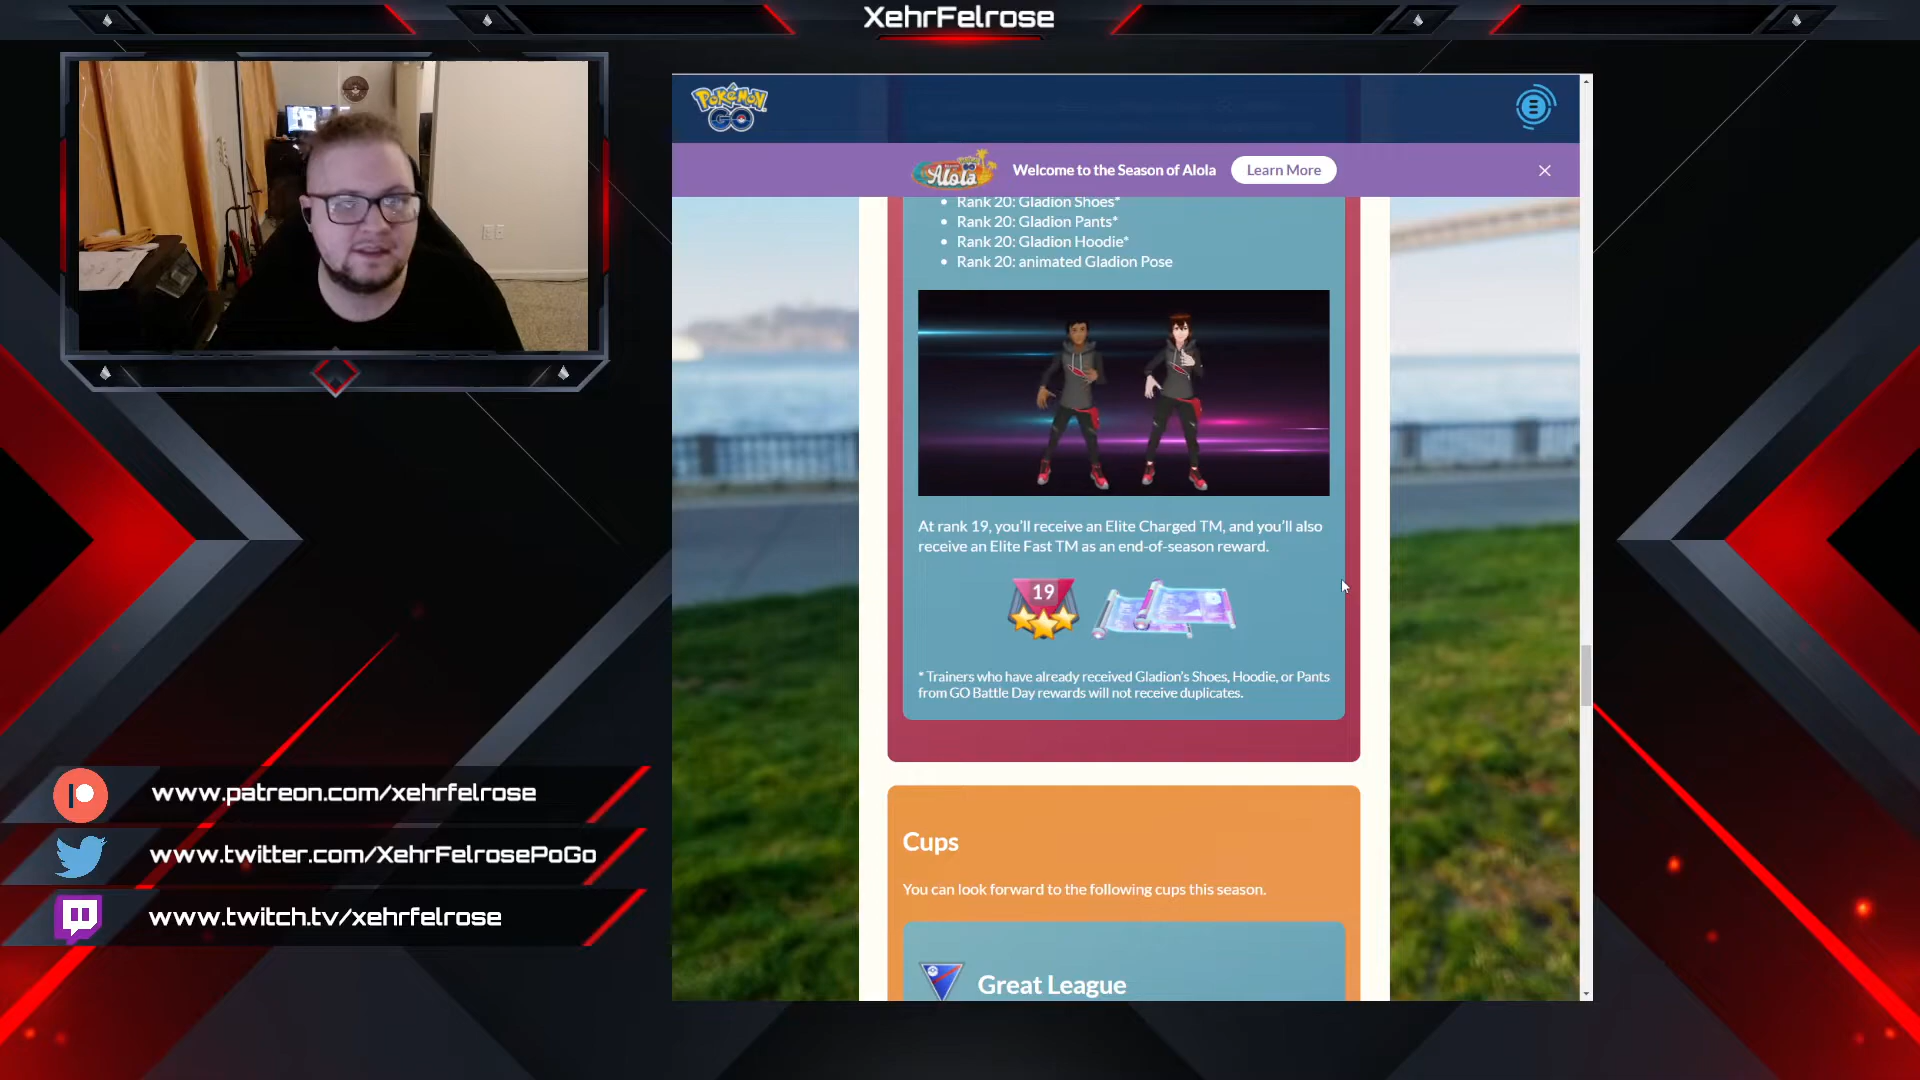 XehrFelrose
POKÉMON
GO
Alola
Welcome to the Season of Alola
Learn More
• Rank 20: Gladion Shoes*
• Rank 20: Gladion Pants*
• Rank 20: Gladion Hoodie*
• Rank 20: animated Gladion Pose
At rank 19, you'll receive an Elite Charged TM, and you'll also
receive an Elite Fast TM as an end-of-season reward.
19
* Trainers who have already received Gladion's Shoes, Hoodie, or Pants
from GO Battle Day rewards will not receive duplicates.
Cups
You can look forward to the following cups this season.
Great League
www.patreon.com/xehrfelrose
www.twitter.com/XehrFelrosePoGo
www.twitch.tv/xehrfelrose